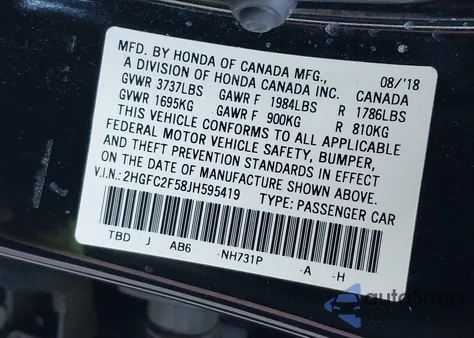 MFD. BY HONDA OF CANADA MFG., 08/'18
A DIVISION OF HONDA CANADA INC. CANADA
GVWR 3737LBS GAWR F 1984LBS R 1786LBS
GVWR 1695KG GAWR F 900KG R 810KG
THIS VEHICLE CONFORMS TO ALL APPLICABLE
FEDERAL MOTOR VEHICLE SAFETY, BUMPER,
AND THEFT PREVENTION STANDARDS IN EFFECT
ON THE DATE OF MANUFACTURE SHOWN ABOVE.
V.I.N.: 2HGFC2F58JH595419 TYPE: PASSENGER CAR
TBD J AB6 -NH731P -A -H
autoSnap